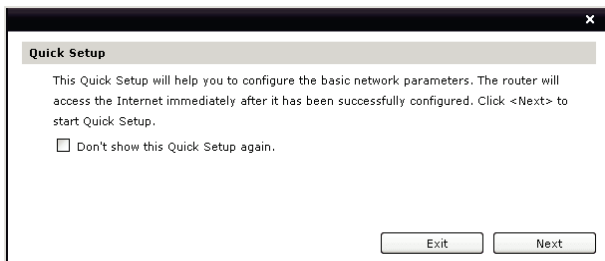 Quick Setup
This Quick Setup will help you to configure the basic network parameters. The router will
access the Internet immediately after it has been successfully configured. Click <Next> to
start Quick Setup.
Don't show this Quick Setup again.
Exit Next